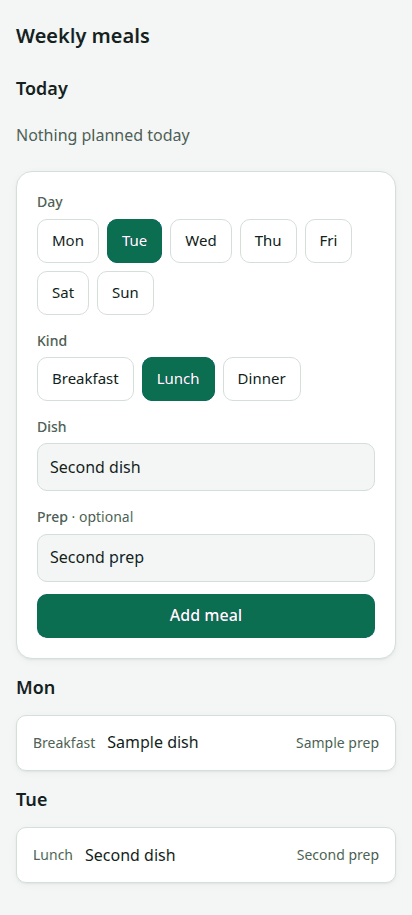 Weekly meals
Today
Nothing planned today
Day
Mon Tue Wed Thu Fri
Sat Sun
Kind
Breakfast Lunch Dinner
Dish
Second dish
Prep · optional
Second prep
Add meal
Mon
Breakfast Sample dish Sample prep
Tue
Lunch Second dish Second prep